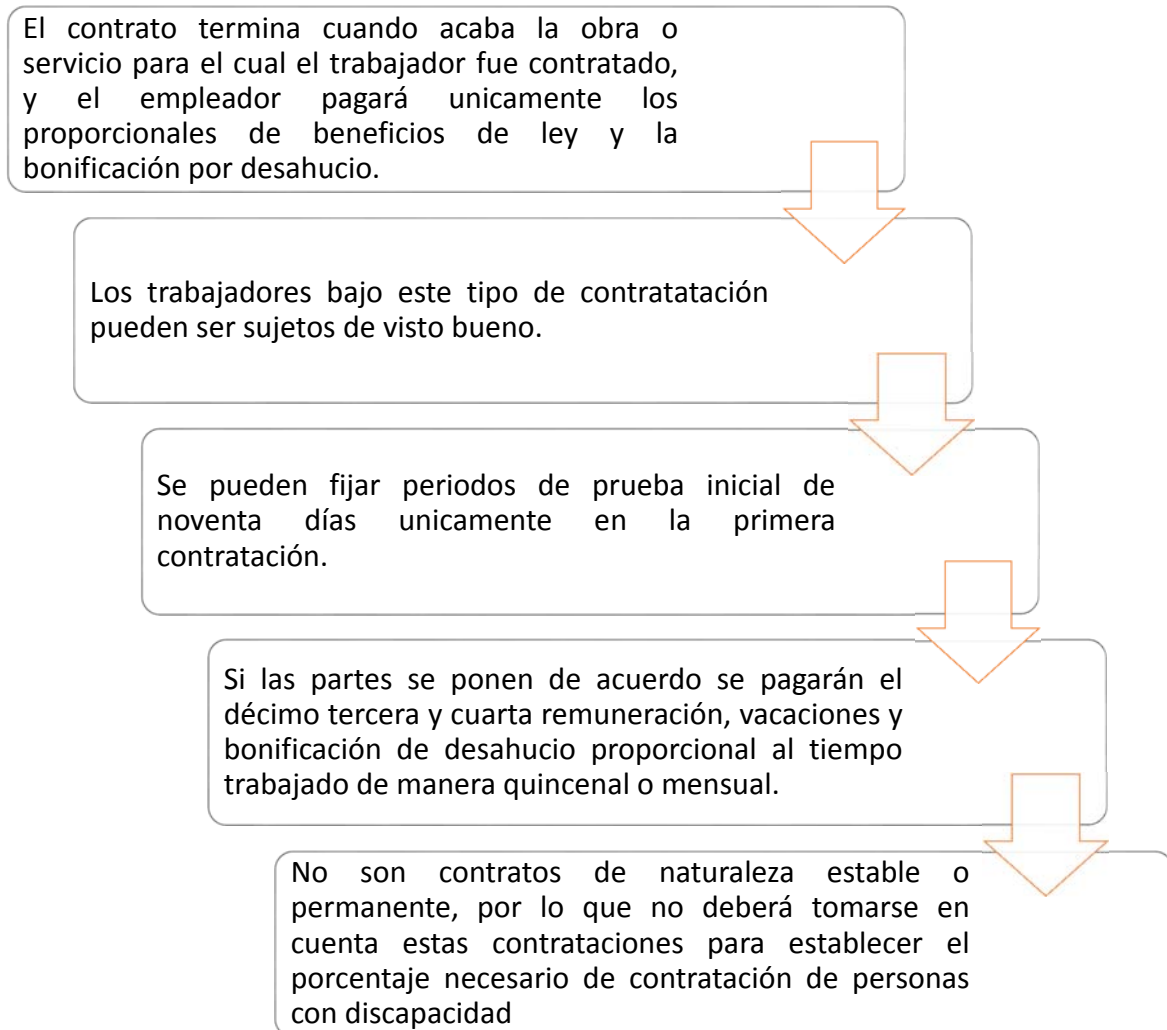 El contrato termina cuando acaba la obra o
servicio para el cual el trabajador fue contratado,
y el empleador pagará unicamente los
proporcionales de beneficios de ley y la
bonificación por desahucio.
Los trabajadores bajo este tipo de contratatación
pueden ser sujetos de visto bueno.
Se pueden fijar periodos de prueba inicial de
noventa días unicamente en la primera
contratación.
Si las partes se ponen de acuerdo se pagarán el
décimo tercera y cuarta remuneración, vacaciones y
bonificación de desahucio proporcional al tiempo
trabajado de manera quincenal o mensual.
No son contratos de naturaleza estable o
permanente, por lo que no deberá tomarse en
cuenta estas contrataciones para establecer el
porcentaje necesario de contratación de personas
con discapacidad